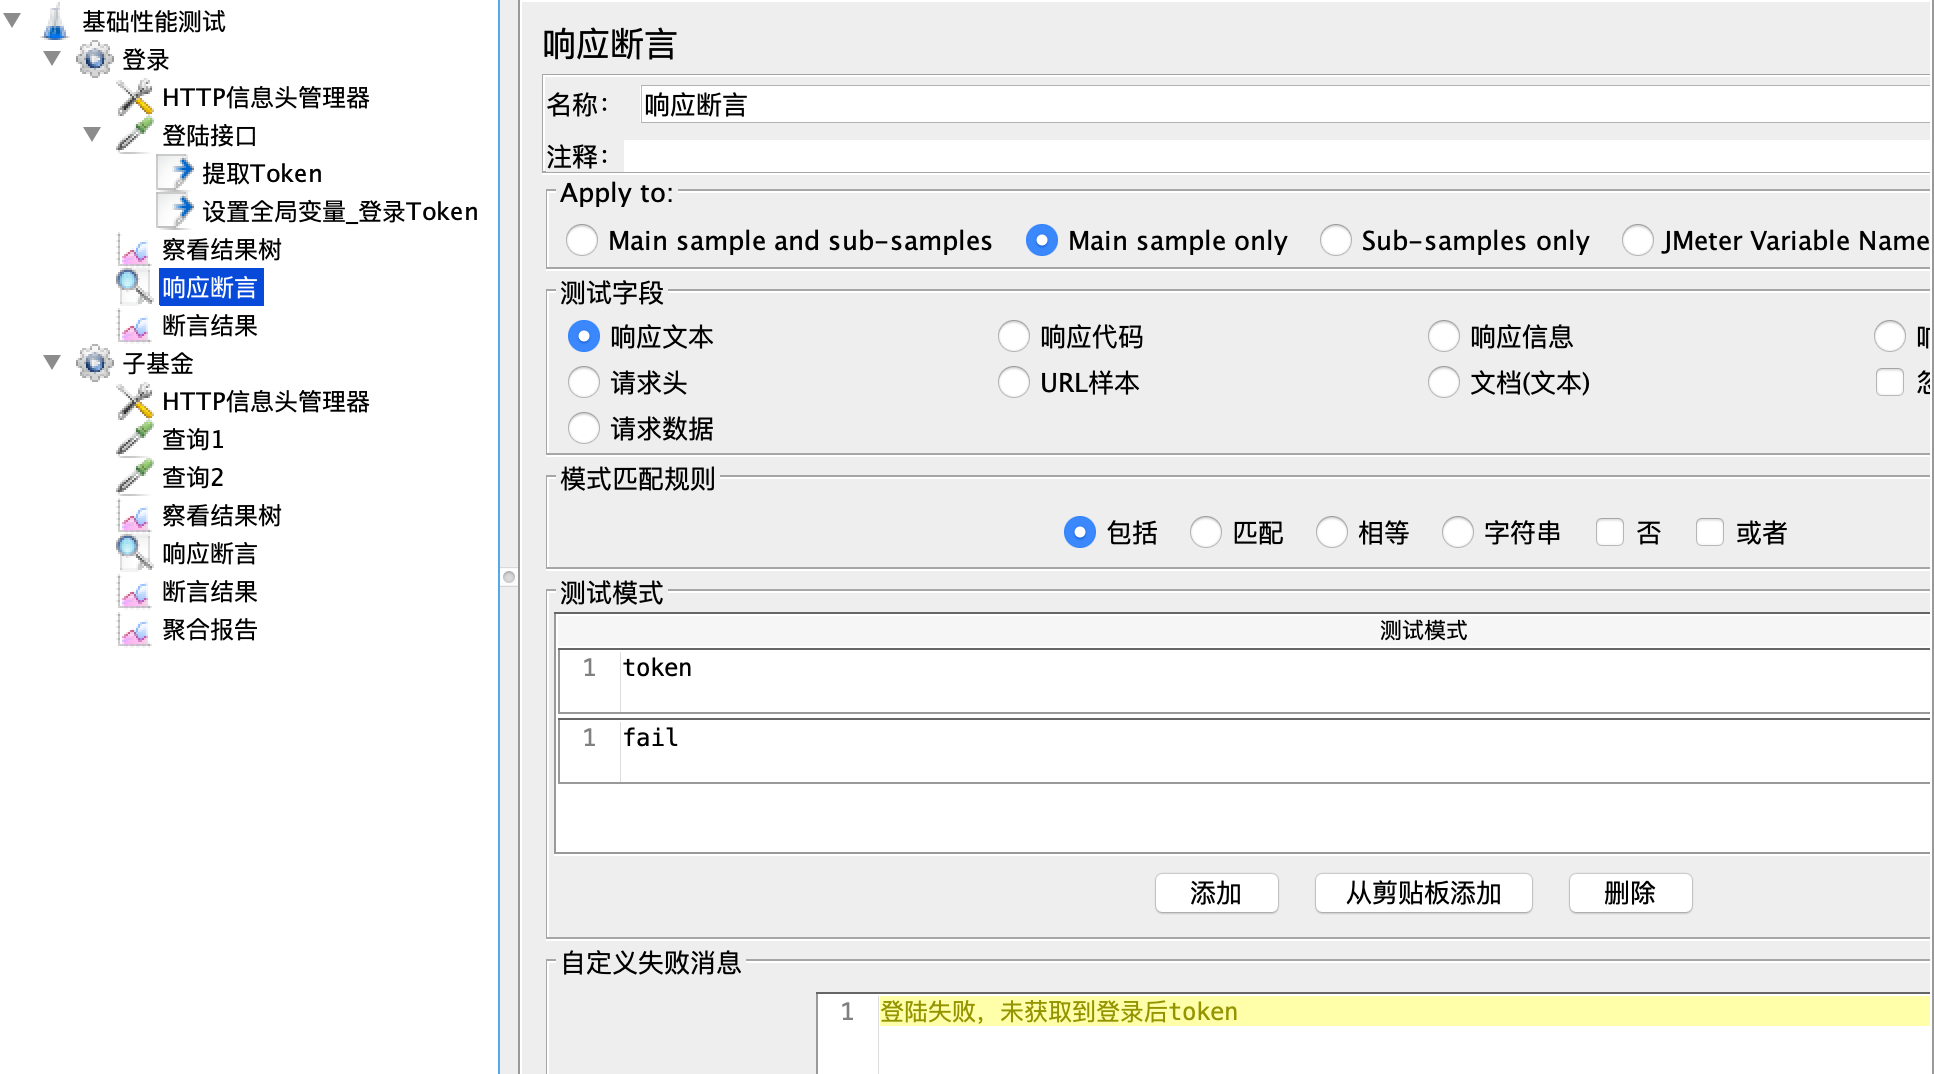 基础性能测试
登录
HTTP信息头管理器
登陆接口
提取Token
设置全局变量_登录Token
察看结果树
响应断言
断言结果
子基金
HTTP信息头管理器
查询1
查询2
察看结果树
响应断言
断言结果
聚合报告
响应断言
名称： 响应断言
注释：
Apply to:
Main sample and sub-samples Main sample only Sub-samples only JMeter Variable Name
测试字段
响应文本 响应代码 响应信息
请求头 URL样本 文档(文本)
请求数据
模式匹配规则
包括 匹配 相等 字符串 否 或者
测试模式
测试模式
1 token
1 fail
添加 从剪贴板添加 删除
自定义失败消息
1 登陆失败，未获取到登录后token